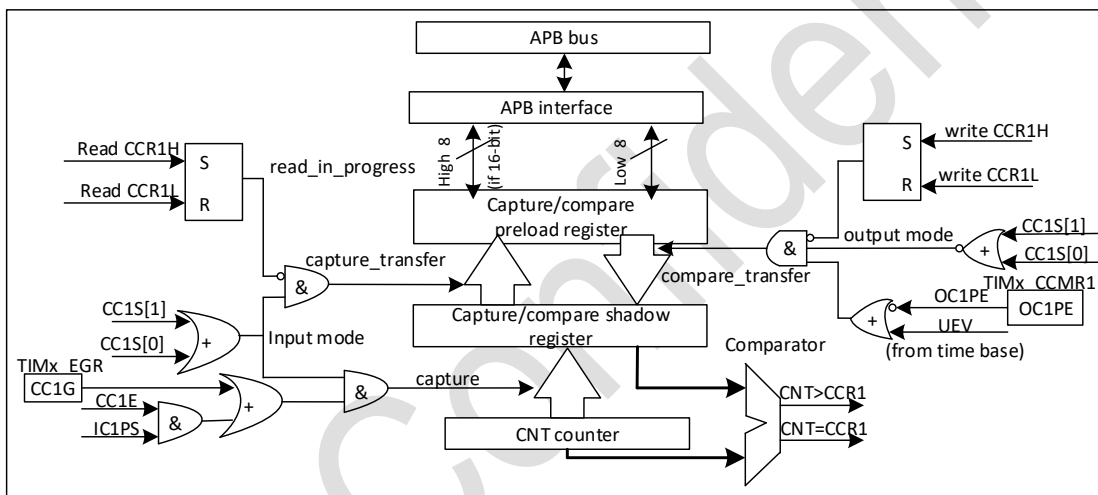 APB bus
APB interface
High 8
(if 16-bit)
Low 8
Read CCR1H
Read CCR1L
S
R
read_in_progress
write CCR1H
write CCR1L
S
R
Capture/compare
preload register
capture_transfer
compare_transfer
&
output mode
+
CC1S[1]
CC1S[0]
TIMx_CCMR1
OC1PE
OC1PE
+
UEV
(from time base)
&
CC1S[1]
CC1S[0]
+
Input mode
Capture/compare shadow
register
Comparator
TIMx_EGR
CC1G
CC1E
IC1PS
&
+
&
capture
CNT counter
CNT>CCR1
CNT=CCR1
Confiden